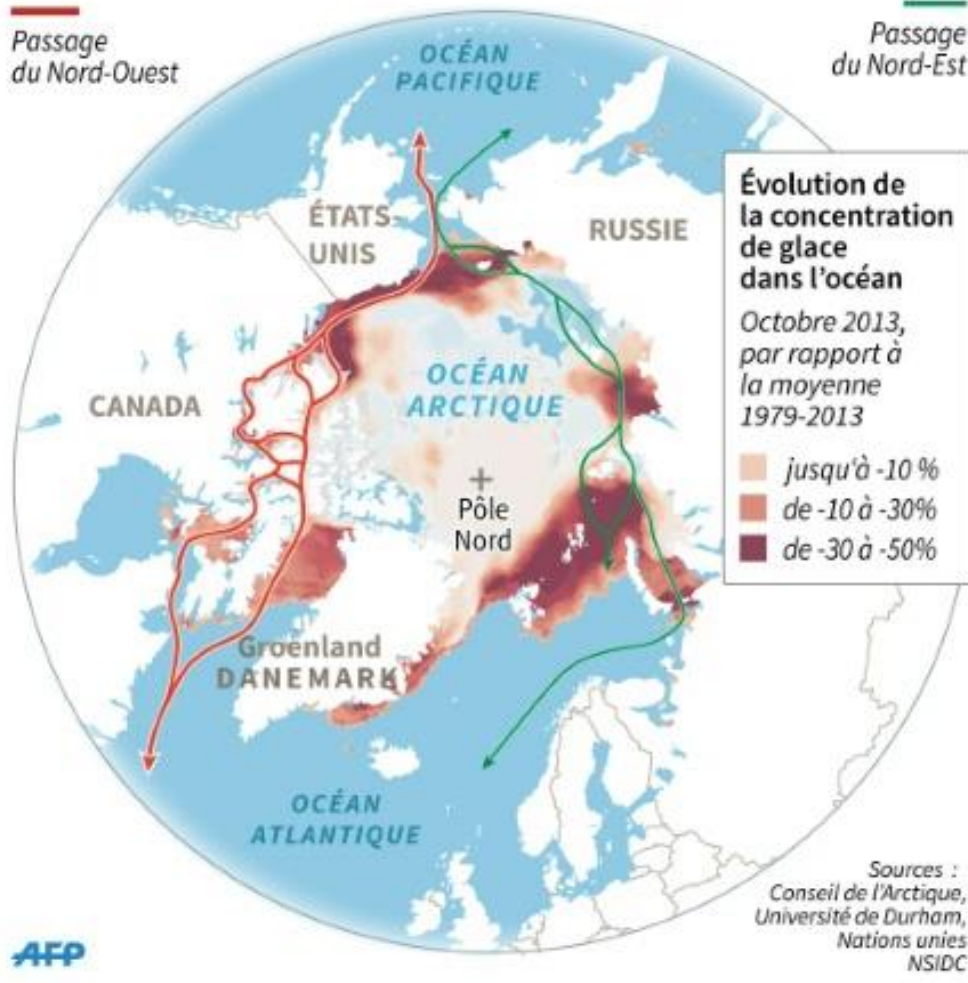 Passage
du Nord-Ouest
Passage
du Nord-Est
OCÉAN
PACIFIQUE
ÉTATS-
UNIS
RUSSIE
CANADA
OCÉAN
ARCTIQUE
Pôle
Nord
Groenland
DANEMARK
OCÉAN
ATLANTIQUE
Évolution de
la concentration
de glace
dans l'océan
Octobre 2013,
par rapport à
la moyenne
1979-2013
jusqu'à -10 %
de -10 à -30%
de -30 à -50%
Sources :
Conseil de l'Arctique,
Université de Durham,
Nations unies
NSIDC
AFP